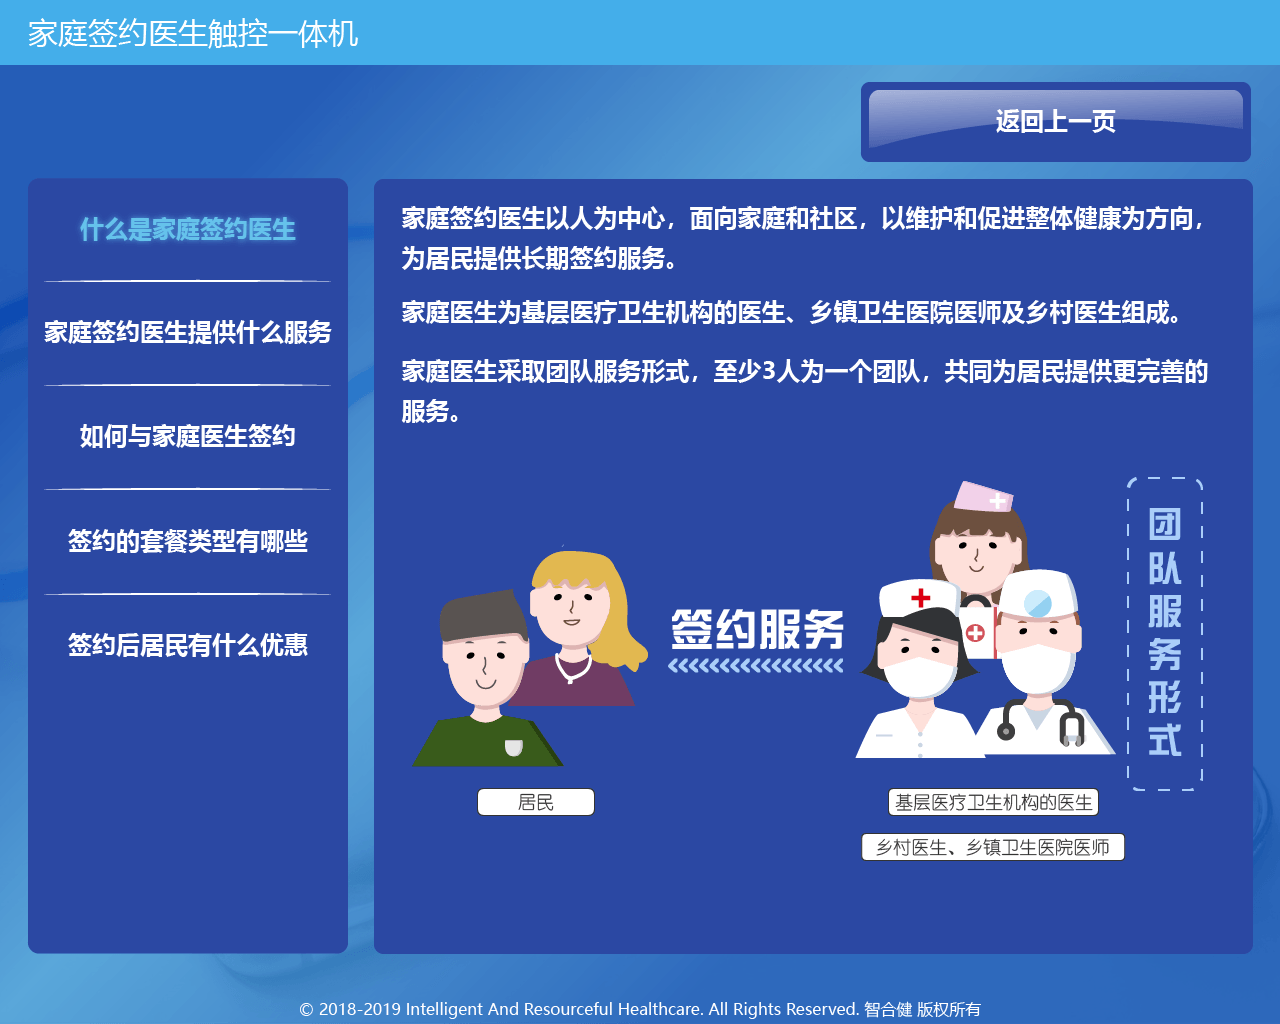 家庭签约医生触控一体机
返回上一页
什么是家庭签约医生
家庭签约医生提供什么服务
如何与家庭医生签约
签约的套餐类型有哪些
签约后居民有什么优惠
家庭签约医生以人为中心，面向家庭和社区，以维护和促进整体健康为方向，
为居民提供长期签约服务。
家庭医生为基层医疗卫生机构的医生、乡镇卫生医院医师及乡村医生组成。
家庭医生采取团队服务形式，至少3人为一个团队，共同为居民提供更完善的
服务。
签约服务
团队服务形式
居民
基层医疗卫生机构的医生
乡村医生、乡镇卫生医院医师
© 2018-2019 Intelligent And Resourceful Healthcare. All Rights Reserved. 智合健 版权所有